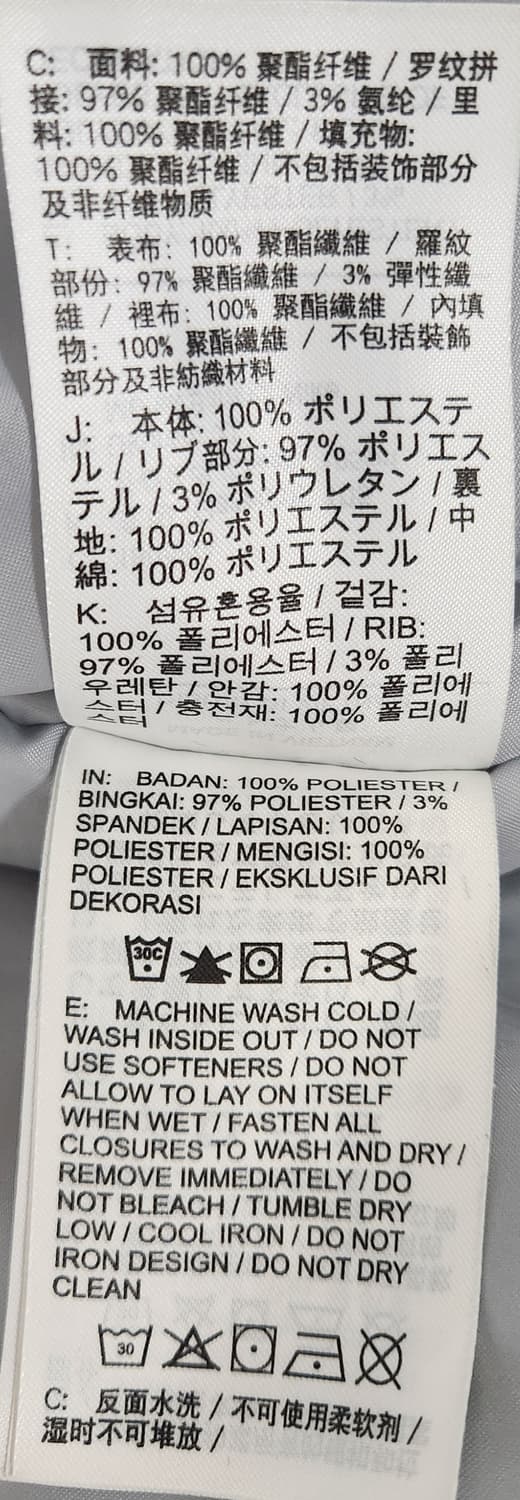 C: 面料: 100% 聚酯纤维 / 罗纹拼
接: 97% 聚酯纤维 / 3% 氨纶 / 里
料: 100% 聚酯纤维 / 填充物:
100% 聚酯纤维 / 不包括装饰部分
及非纤维物质
T: 表布: 100% 聚酯纖維 / 羅紋
部份: 97% 聚酯纖維 / 3% 彈性纖
維 / 裡布: 100% 聚酯纖維 / 內填
物: 100% 聚酯纖維 / 不包括裝飾
部分及非紡織材料
J: 本体: 100% ポリエステ
ル / リブ部分: 97% ポリエス
テル / 3% ポリウレタン / 裏
地: 100% ポリエステル / 中
綿: 100% ポリエステル
K: 섬유혼용율 / 겉감:
100% 폴리에스터 / RIB:
97% 폴리에스터 / 3% 폴리
우레탄 / 안감: 100% 폴리에
스터 / 충전재: 100% 폴리에
스터
IN: BADAN: 100% POLIESTER /
BINGKAI: 97% POLIESTER / 3%
SPANDEK / LAPISAN: 100%
POLIESTER / MENGISI: 100%
POLIESTER / EKSKLUSIF DARI
DEKORASI
30C
E: MACHINE WASH COLD /
WASH INSIDE OUT / DO NOT
USE SOFTENERS / DO NOT
ALLOW TO LAY ON ITSELF
WHEN WET / FASTEN ALL
CLOSURES TO WASH AND DRY /
REMOVE IMMEDIATELY / DO
NOT BLEACH / TUMBLE DRY
LOW / COOL IRON / DO NOT
IRON DESIGN / DO NOT DRY
CLEAN
30
C: 反面水洗 / 不可使用柔软剂 /
湿时不可堆放 /